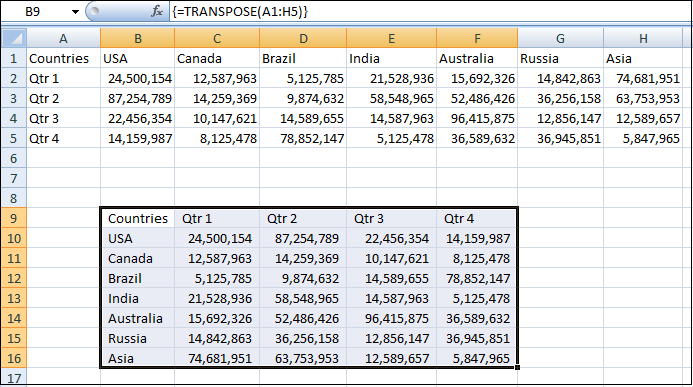 B9 fx {=TRANSPOSE(A1:H5)}
A B C D E F G H
1 Countries USA Canada Brazil India Australia Russia Asia
2 Qtr 1 24,500,154 12,587,963 5,125,785 21,528,936 15,692,326 14,842,863 74,681,951
3 Qtr 2 87,254,789 14,259,369 9,874,632 58,548,965 52,486,426 36,256,158 63,753,953
4 Qtr 3 22,456,354 10,147,621 14,589,655 14,587,963 96,415,875 12,856,147 12,589,657
5 Qtr 4 14,159,987 8,125,478 78,852,147 5,125,478 36,589,632 36,945,851 5,847,965
6
7
8
9 Countries Qtr 1 Qtr 2 Qtr 3 Qtr 4
10 USA 24,500,154 87,254,789 22,456,354 14,159,987
11 Canada 12,587,963 14,259,369 10,147,621 8,125,478
12 Brazil 5,125,785 9,874,632 14,589,655 78,852,147
13 India 21,528,936 58,548,965 14,587,963 5,125,478
14 Australia 15,692,326 52,486,426 96,415,875 36,589,632
15 Russia 14,842,863 36,256,158 12,856,147 36,945,851
16 Asia 74,681,951 63,753,953 12,589,657 5,847,965
17